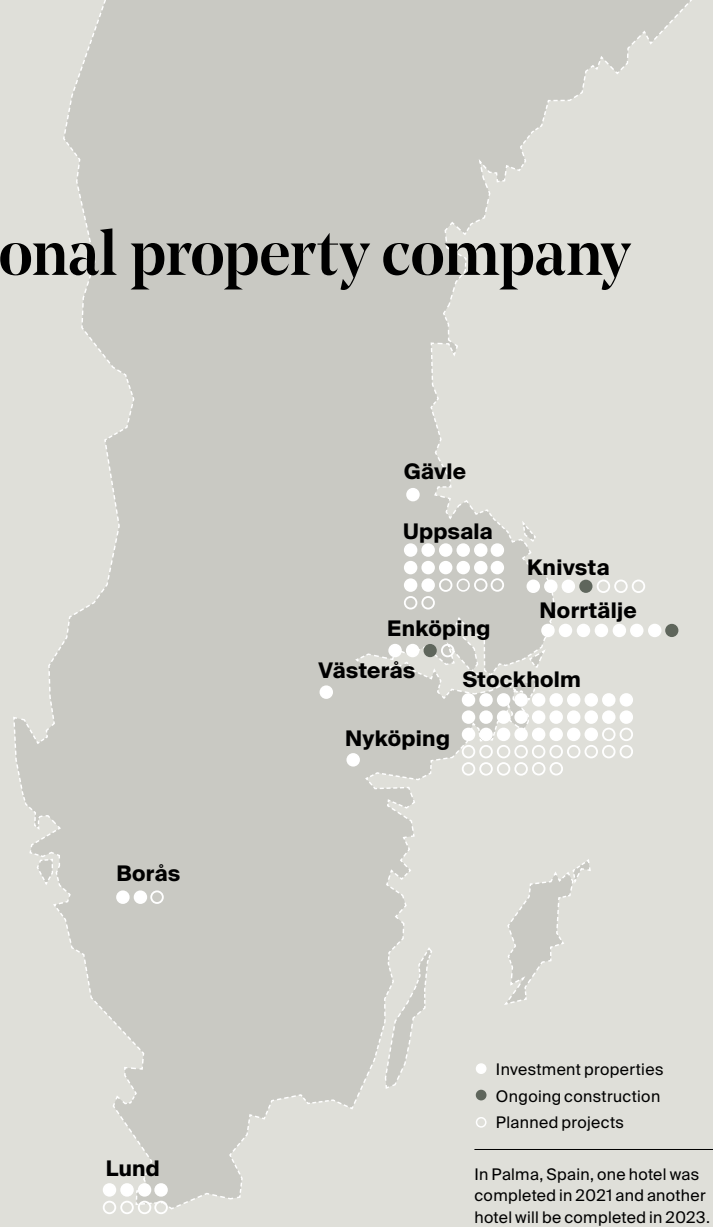 onal property company
Gävle
Uppsala
Knivsta
Norrtälje
Enköping
Västerås
Stockholm
Nyköping
Borås
Investment properties
Ongoing construction
Planned projects
Lund
In Palma, Spain, one hotel was
completed in 2021 and another
hotel will be completed in 2023.